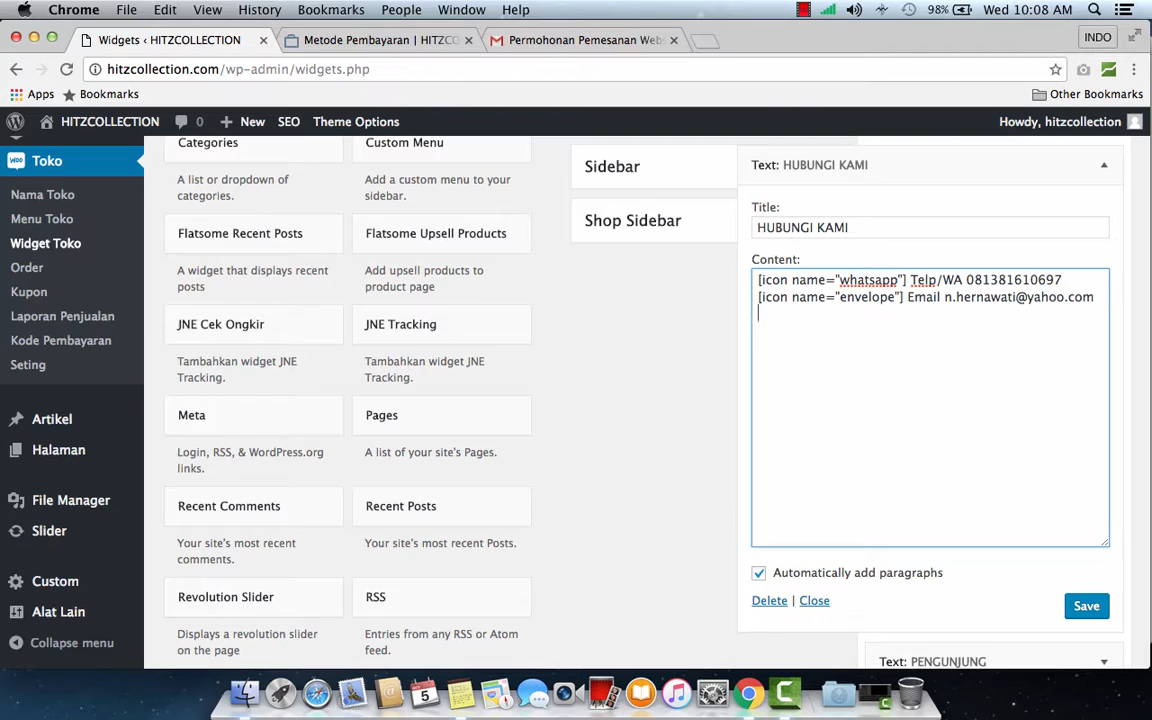 Chrome File Edit View History Bookmarks People Window Help 98% Wed 10:08 AM
Widgets ‹ HITZCOLLECTION Metode Pembayaran | HITZCO Permohonan Pemesanan Webs INDO
hitzcollection.com/wp-admin/widgets.php
Apps Bookmarks Other Bookmarks
HITZCOLLECTION 0 New SEO Theme Options Howdy, hitzcollection
Toko
Nama Toko
Menu Toko
Widget Toko
Order
Kupon
Laporan Penjualan
Kode Pembayaran
Seting
Artikel
Halaman
File Manager
Slider
Custom
Alat Lain
Collapse menu
Categories
A list or dropdown of
categories.
Custom Menu
Add a custom menu to your
sidebar.
Flatsome Recent Posts
A widget that displays recent
posts
Flatsome Upsell Products
Add upsell products to
product page
JNE Cek Ongkir
Tambahkan widget JNE
Tracking.
JNE Tracking
Tambahkan widget JNE
Tracking.
Meta
Login, RSS, & WordPress.org
links.
Pages
A list of your site's Pages.
Recent Comments
Your site's most recent
comments.
Recent Posts
Your site's most recent Posts.
Revolution Slider
Displays a revolution slider
on the page
RSS
Entries from any RSS or Atom
feed.
Sidebar
Shop Sidebar
Text: HUBUNGI KAMI
Title:
HUBUNGI KAMI
Content:
[icon name="whatsapp"] Telp/WA 081381610697
[icon name="envelope"] Email n.hernawati@yahoo.com
Automatically add paragraphs
Delete | Close
Save
Text: PENGUNJUNG
5